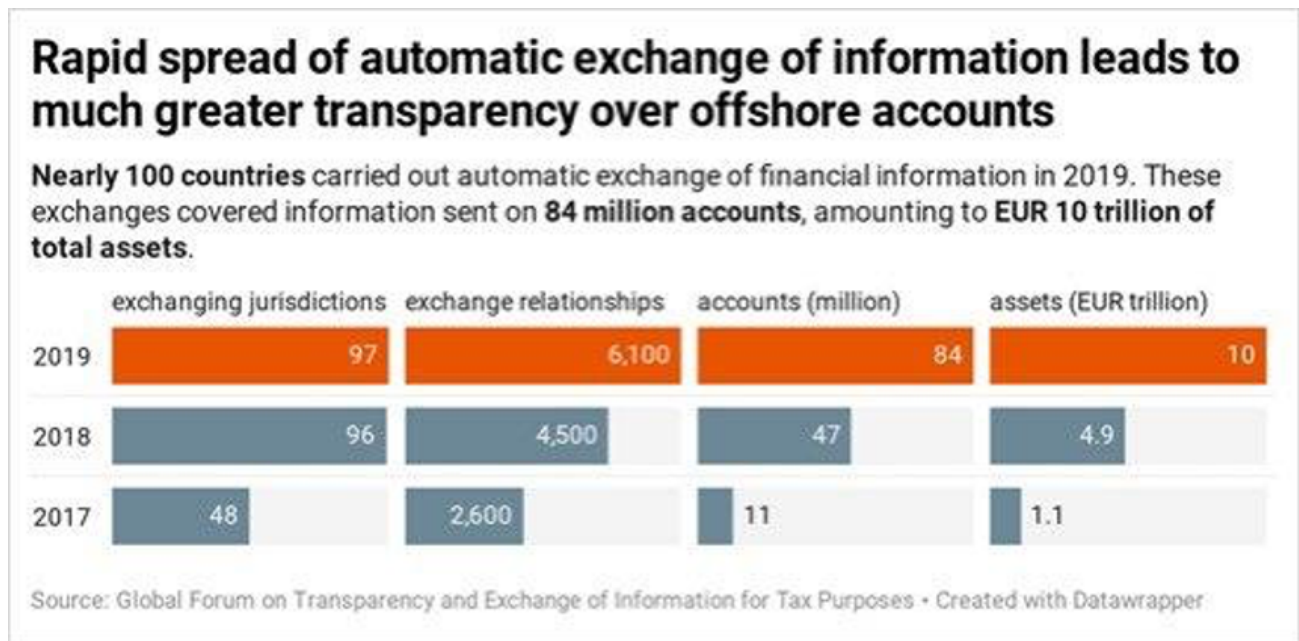 Rapid spread of automatic exchange of information leads to
much greater transparency over offshore accounts
Nearly 100 countries carried out automatic exchange of financial information in 2019. These
exchanges covered information sent on 84 million accounts, amounting to EUR 10 trillion of
total assets.
exchanging jurisdictions exchange relationships accounts (million) assets (EUR trillion)
2019 97 6,100 84 10
2018 96 4,500 47 4.9
2017 48 2,600 11 1.1
Source: Global Forum on Transparency and Exchange of Information for Tax Purposes • Created with Datawrapper